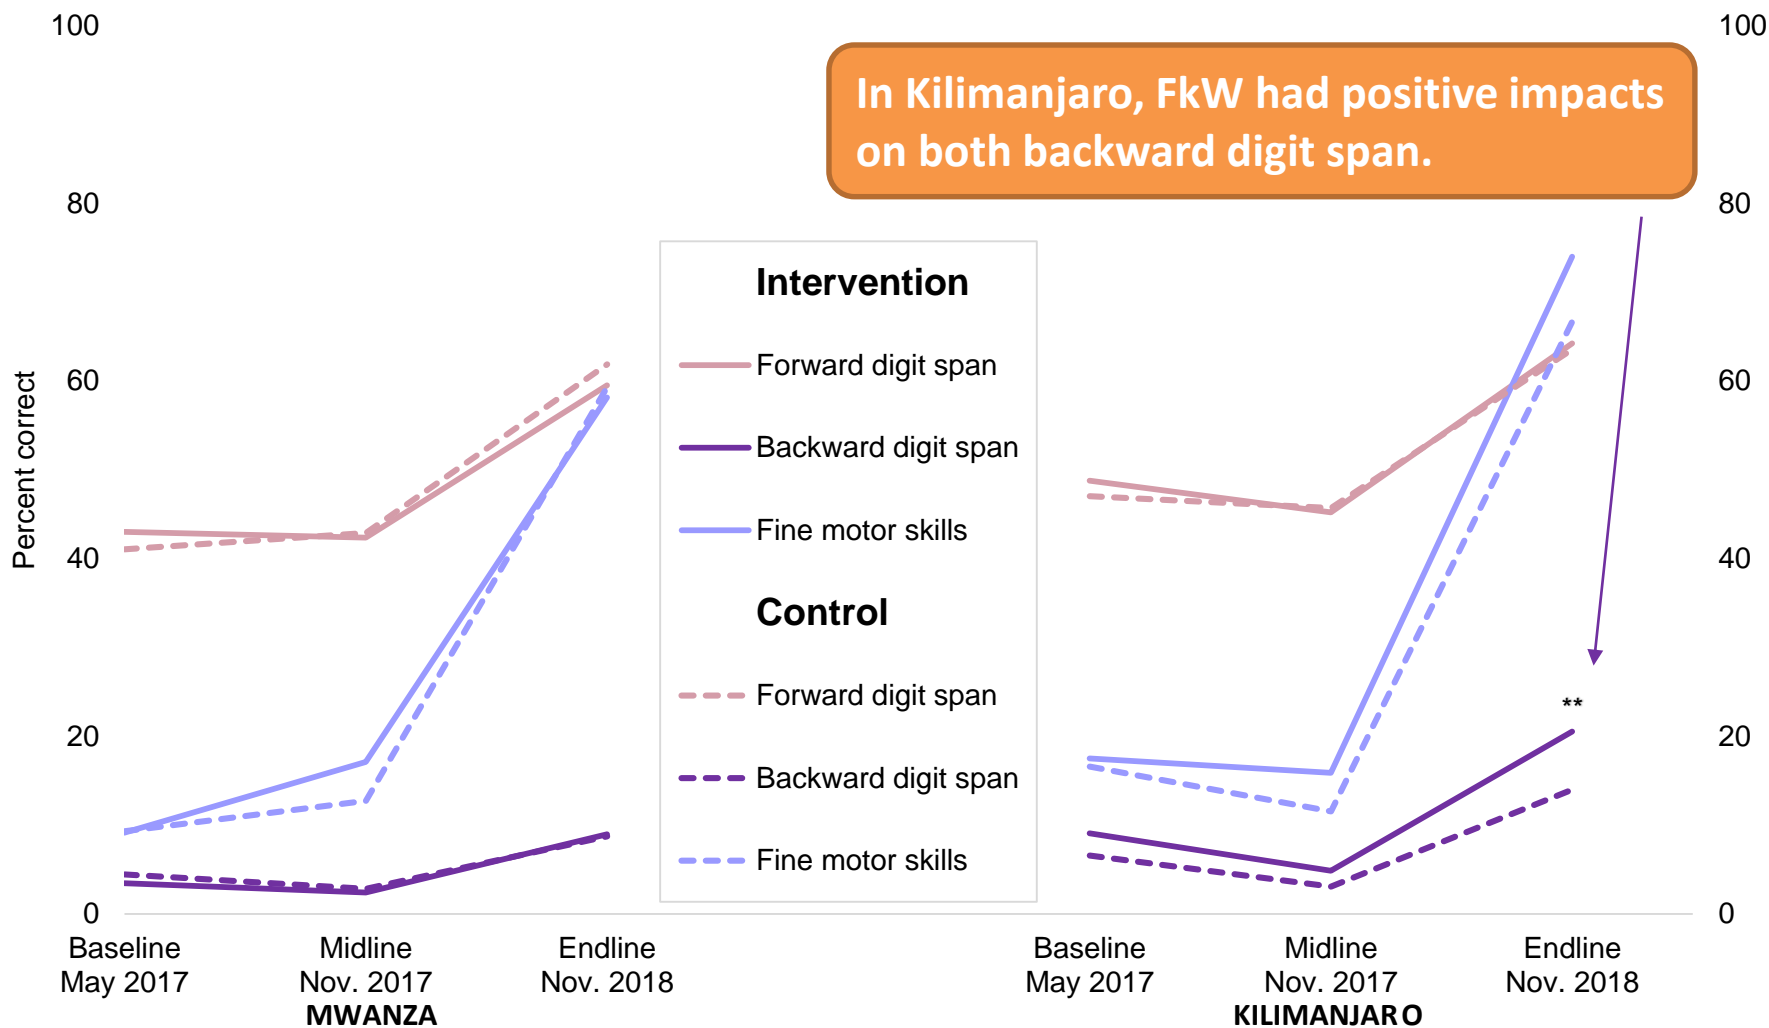 100
80
60
40
20
0
Percent correct
In Kilimanjaro, FkW had positive impacts
on both backward digit span.
Intervention
Forward digit span
Backward digit span
Fine motor skills
Control
Forward digit span
Backward digit span
Fine motor skills
100
80
60
40
20
0
**
Baseline
May 2017
Midline
Nov. 2017
Endline
Nov. 2018
MWANZA
Baseline
May 2017
Midline
Nov. 2017
Endline
Nov. 2018
KILIMANJARO